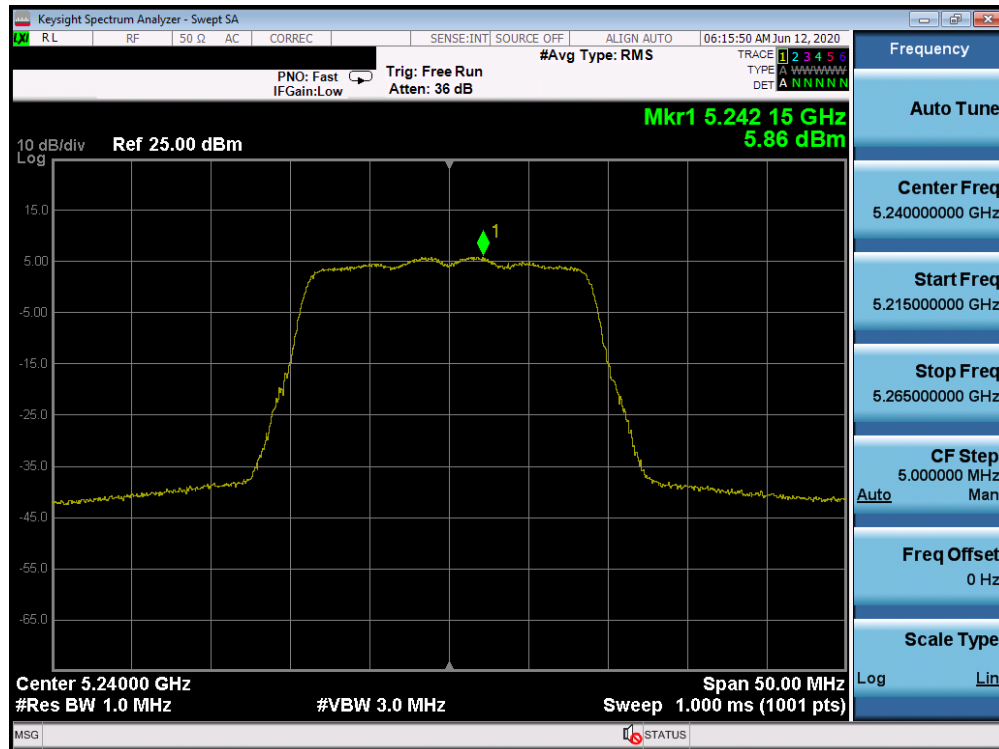 Keysight Spectrum Analyzer - Swept SA
LXI RL RF 50 Ω AC CORREC SENSE:INT SOURCE OFF ALIGN AUTO 06:15:50 AM Jun 12, 2020
#Avg Type: RMS
TRACE 1 2 3 4 5 6
TYPE A WWWWW
DET A N N N N N
PNO: Fast
IFGain:Low
Trig: Free Run
Atten: 36 dB
Mkr1 5.242 15 GHz
5.86 dBm
10 dB/div
Log
Ref 25.00 dBm
1
15.0
5.00
-5.00
-15.0
-25.0
-35.0
-45.0
-55.0
-65.0
Center 5.24000 GHz
Span 50.00 MHz
#Res BW 1.0 MHz
#VBW 3.0 MHz
Sweep 1.000 ms (1001 pts)
MSG
STATUS
Frequency
Auto Tune
Center Freq
5.240000000 GHz
Start Freq
5.215000000 GHz
Stop Freq
5.265000000 GHz
CF Step
5.000000 MHz
Auto Man
Freq Offset
0 Hz
Scale Type
Log Lin